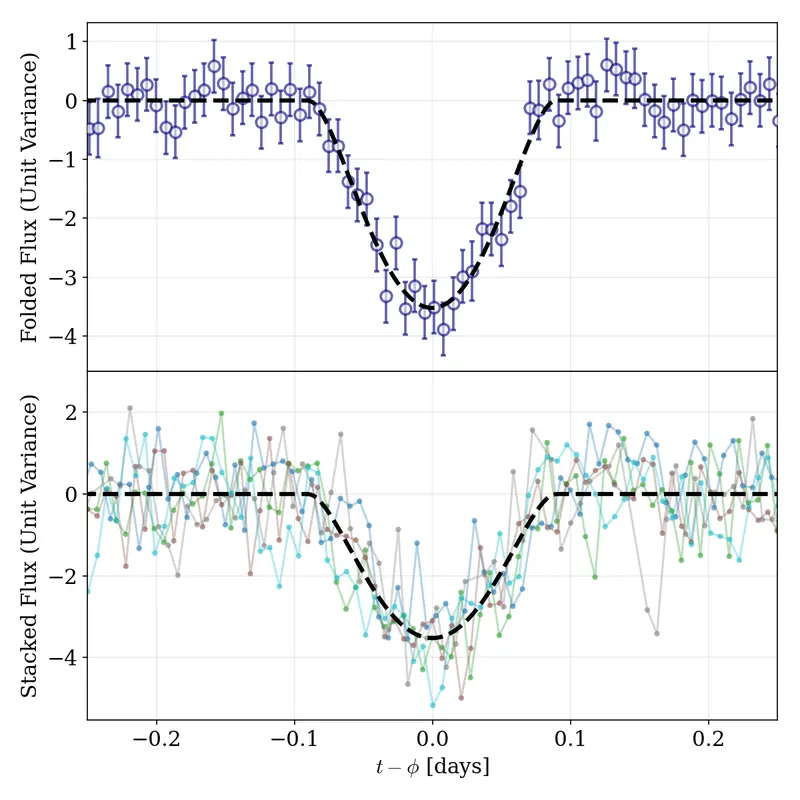 Folded Flux (Unit Variance)
1
0
−1
−2
−3
−4
Stacked Flux (Unit Variance)
2
0
−2
−4
−0.2 −0.1 0.0 0.1 0.2
t − ϕ [days]